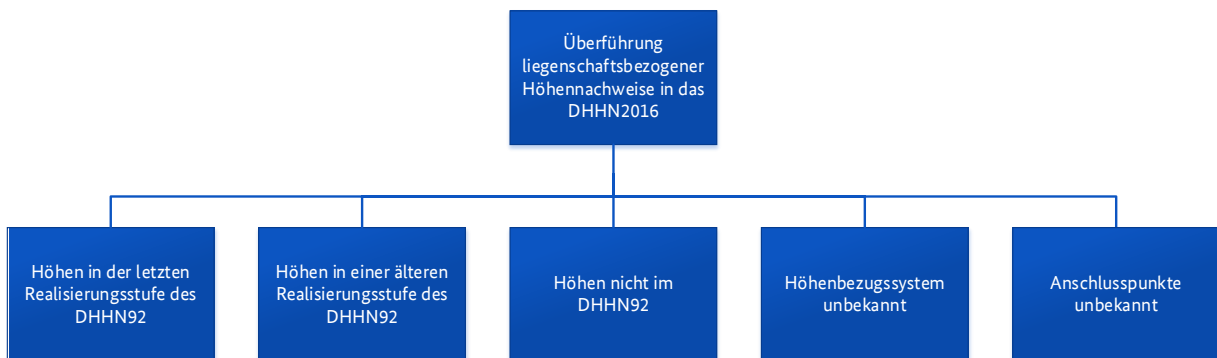 Überführung
liegenschaftsbezogener
Höhennachweise in das
DHHN2016
Höhen in der letzten
Realisierungsstufe des
DHHN92
Höhen in einer älteren
Realisierungsstufe des
DHHN92
Höhen nicht im
DHHN92
Höhenbezugssystem
unbekannt
Anschlusspunkte
unbekannt